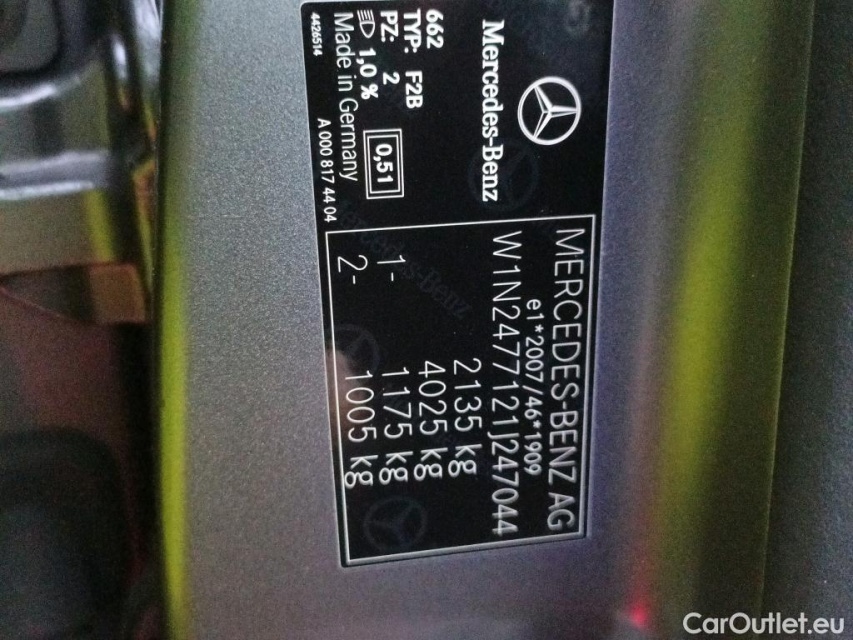 Mercedes-Benz
662
TYP: F2B
PZ: 2
1,0 %
0,51
Made in Germany
4426514
A 000 817 44 04
MERCEDES-BENZ AG
e1*2007/46*1909
W1N2477121J247044
2135 kg
4025 kg
1- 1175 kg
2- 1005 kg
CarOutlet.eu